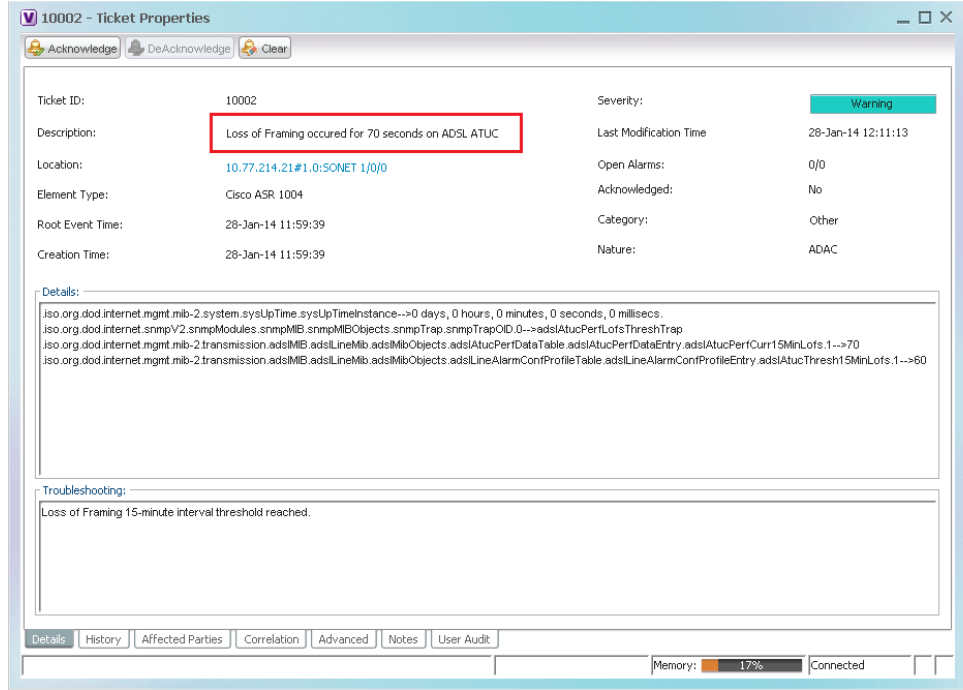 10002 - Ticket Properties
Acknowledge DeAcknowledge Clear
Ticket ID: 10002 Severity: Warning
Description: Loss of Framing occured for 70 seconds on ADSL ATUC Last Modification Time 28-Jan-14 12:11:13
Location: 10.77.214.21#1.0:SONET 1/0/0 Open Alarms: 0/0
Element Type: Cisco ASR 1004 Acknowledged: No
Root Event Time: 28-Jan-14 11:59:39 Category: Other
Creation Time: 28-Jan-14 11:59:39 Nature: ADAC
Details:
.iso.org.dod.internet.mgmt.mib-2.system.sysUpTime.sysUpTimeInstance-->0 days, 0 hours, 0 minutes, 0 seconds, 0 millisecs.
.iso.org.dod.internet.snmpV2.snmpModules.snmpMIB.snmpMIBObjects.snmpTrap.snmpTrapOID.0-->adslAtucPerfLofsThreshTrap
.iso.org.dod.internet.mgmt.mib-2.transmission.adslMIB.adslLineMib.adslMibObjects.adslAtucPerfDataTable.adslAtucPerfDataEntry.adslAtucPerfCurr15MinLofs.1-->70
.iso.org.dod.internet.mgmt.mib-2.transmission.adslMIB.adslLineMib.adslMibObjects.adslLineAlarmConfProfileTable.adslLineAlarmConfProfileEntry.adslAtucThresh15MinLofs.1-->60
Troubleshooting:
Loss of Framing 15-minute interval threshold reached.
Details History Affected Parties Correlation Advanced Notes User Audit
Memory: 17% Connected